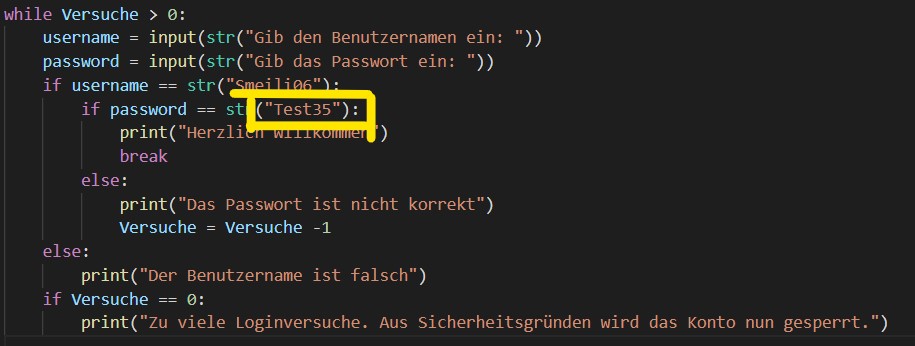 while Versuche > 0:
username = input(str("Gib den Benutzernamen ein: "))
password = input(str("Gib das Passwort ein: "))
if username == str("Smeili06"):
if password == str("Test35"):
print("Herzlich Willkommen")
break
else:
print("Das Passwort ist nicht korrekt")
Versuche = Versuche -1
else:
print("Der Benutzername ist falsch")
if Versuche == 0:
print("Zu viele Loginversuche. Aus Sicherheitsgründen wird das Konto nun gesperrt.")